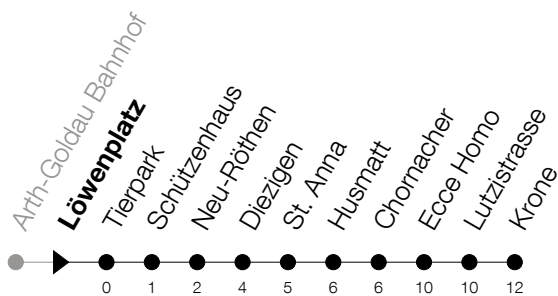 Arth-Goldau Bahnhof
Löwenplatz
Tierpark
Schützenhaus
Neu-Röthen
Diezigen
St. Anna
Husmatt
Chornacher
Ecce Homo
Lutzistrasse
Krone
0 1 2 4 5 6 6 10 10 12